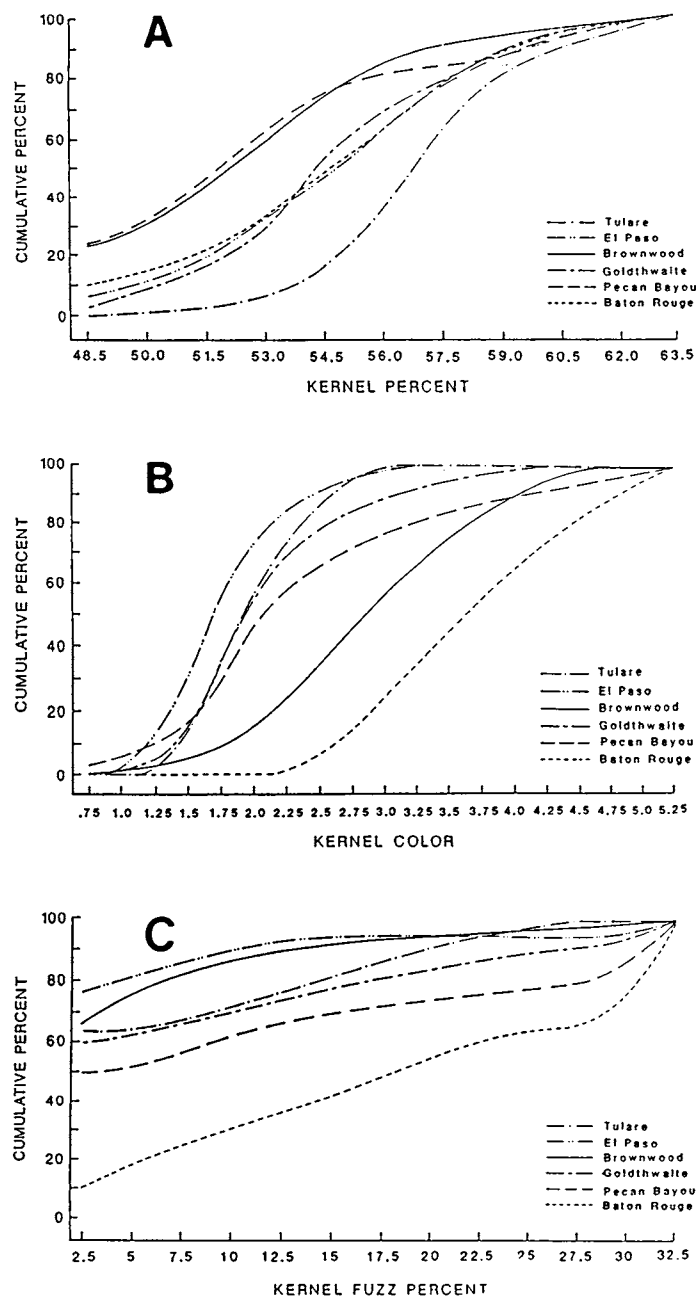 A
CUMULATIVE PERCENT
100
80
60
40
20
0
Tulare
El Paso
Brownwood
Goldthwaite
Pecan Bayou
Baton Rouge
48.5 50.0 51.5 53.0 54.5 56.0 57.5 59.0 60.5 62.0 63.5
KERNEL PERCENT
B
CUMULATIVE PERCENT
100
80
60
40
20
0
Tulare
El Paso
Brownwood
Goldthwaite
Pecan Bayou
Baton Rouge
.75 1.0 1.25 1.5 1.75 2.0 2.25 2.5 2.75 3.0 3.25 3.5 3.75 4.0 4.25 4.5 4.75 5.0 5.25
KERNEL COLOR
C
CUMULATIVE PERCENT
100
80
60
40
20
0
Tulare
El Paso
Brownwood
Goldthwaite
Pecan Bayou
Baton Rouge
2.5 5 7.5 10 12.5 15 17.5 20 22.5 25 27.5 30 32.5
KERNEL FUZZ PERCENT